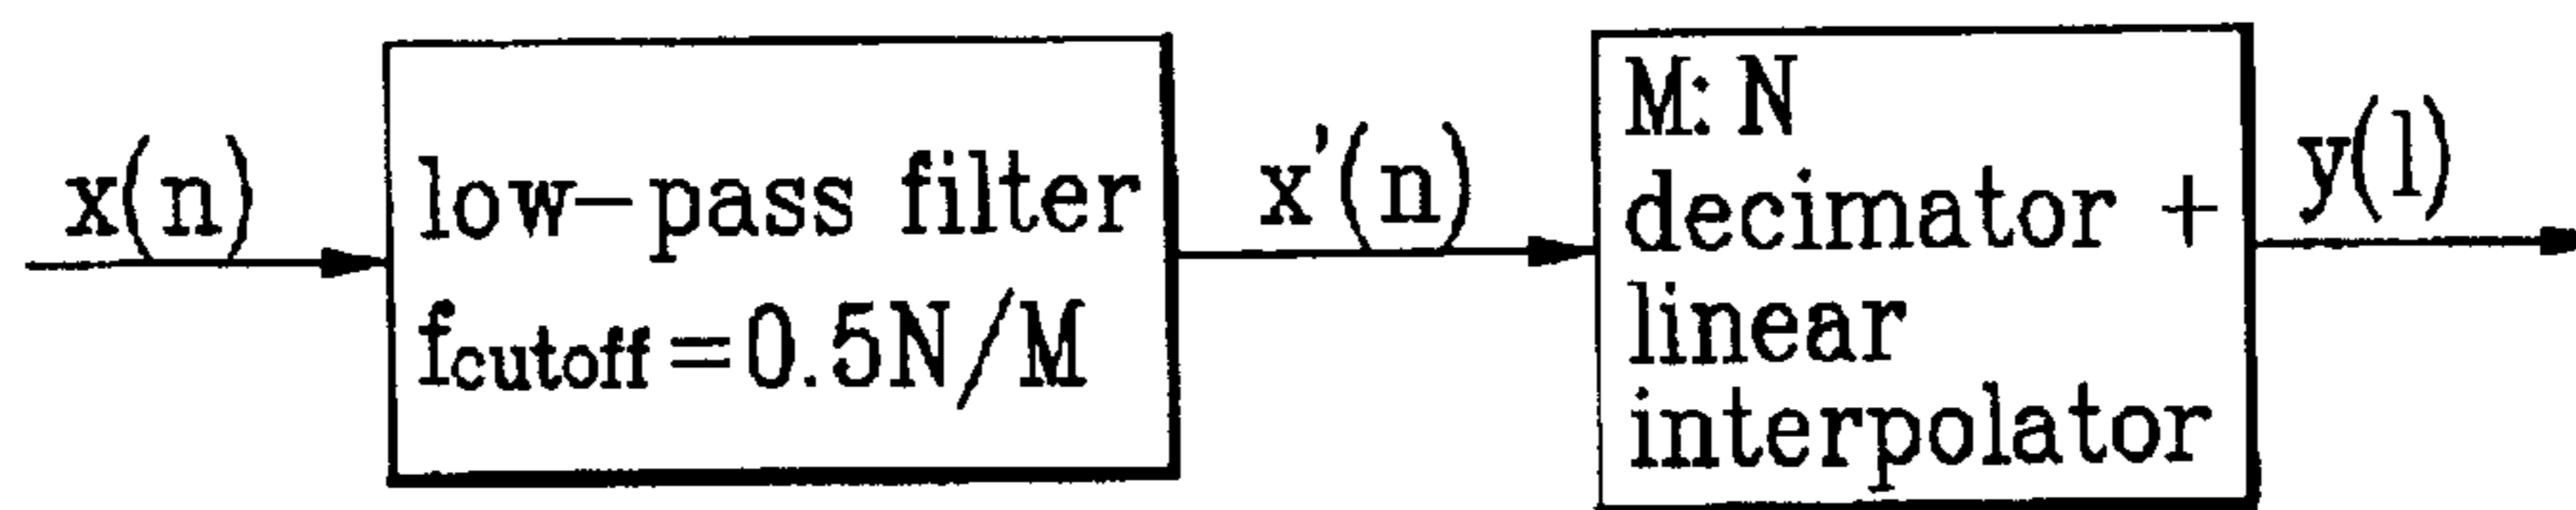 x(n)
low-pass filter
fcutoff=0.5N/M
x'(n)
M:N
decimator +
linear
interpolator
y(l)